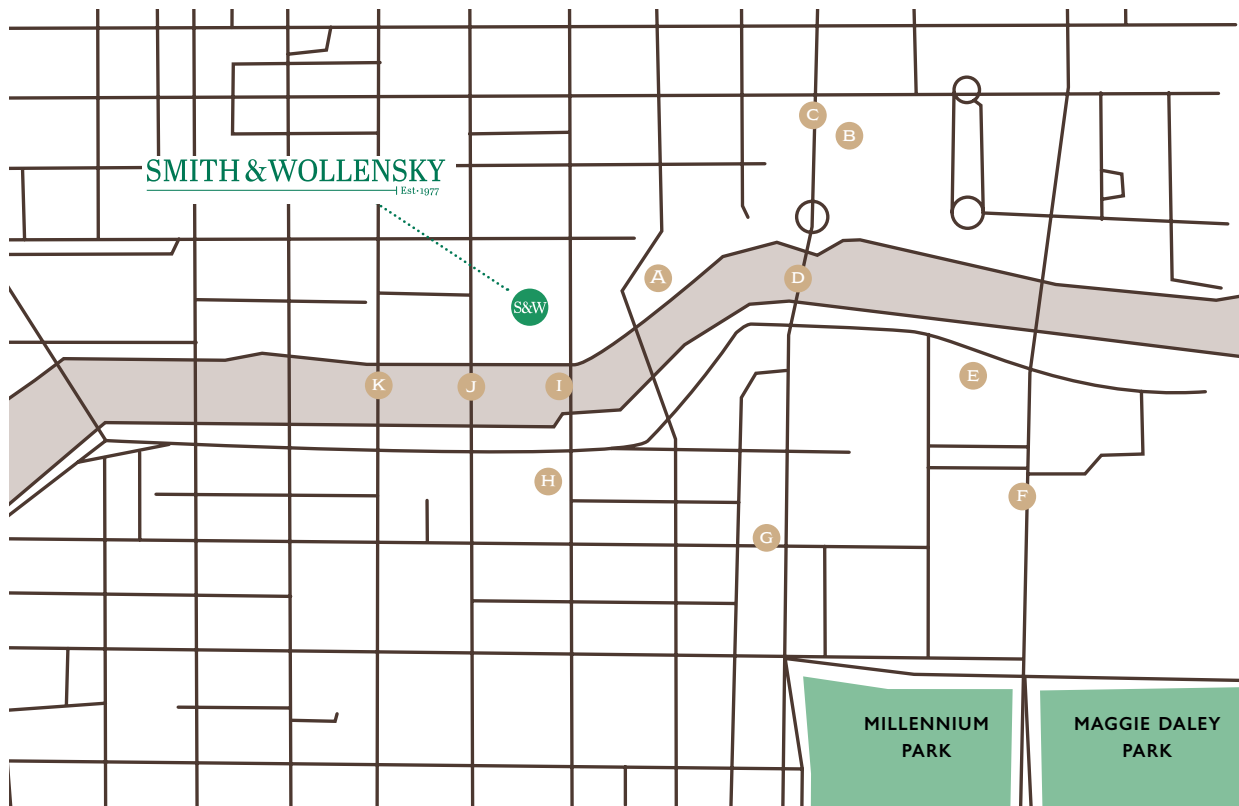 C
B
SMITH & WOLLENSKY
Est•1977
A
D
S&W
E
K
J
I
H
F
G
MILLENNIUM
PARK
MAGGIE DALEY
PARK